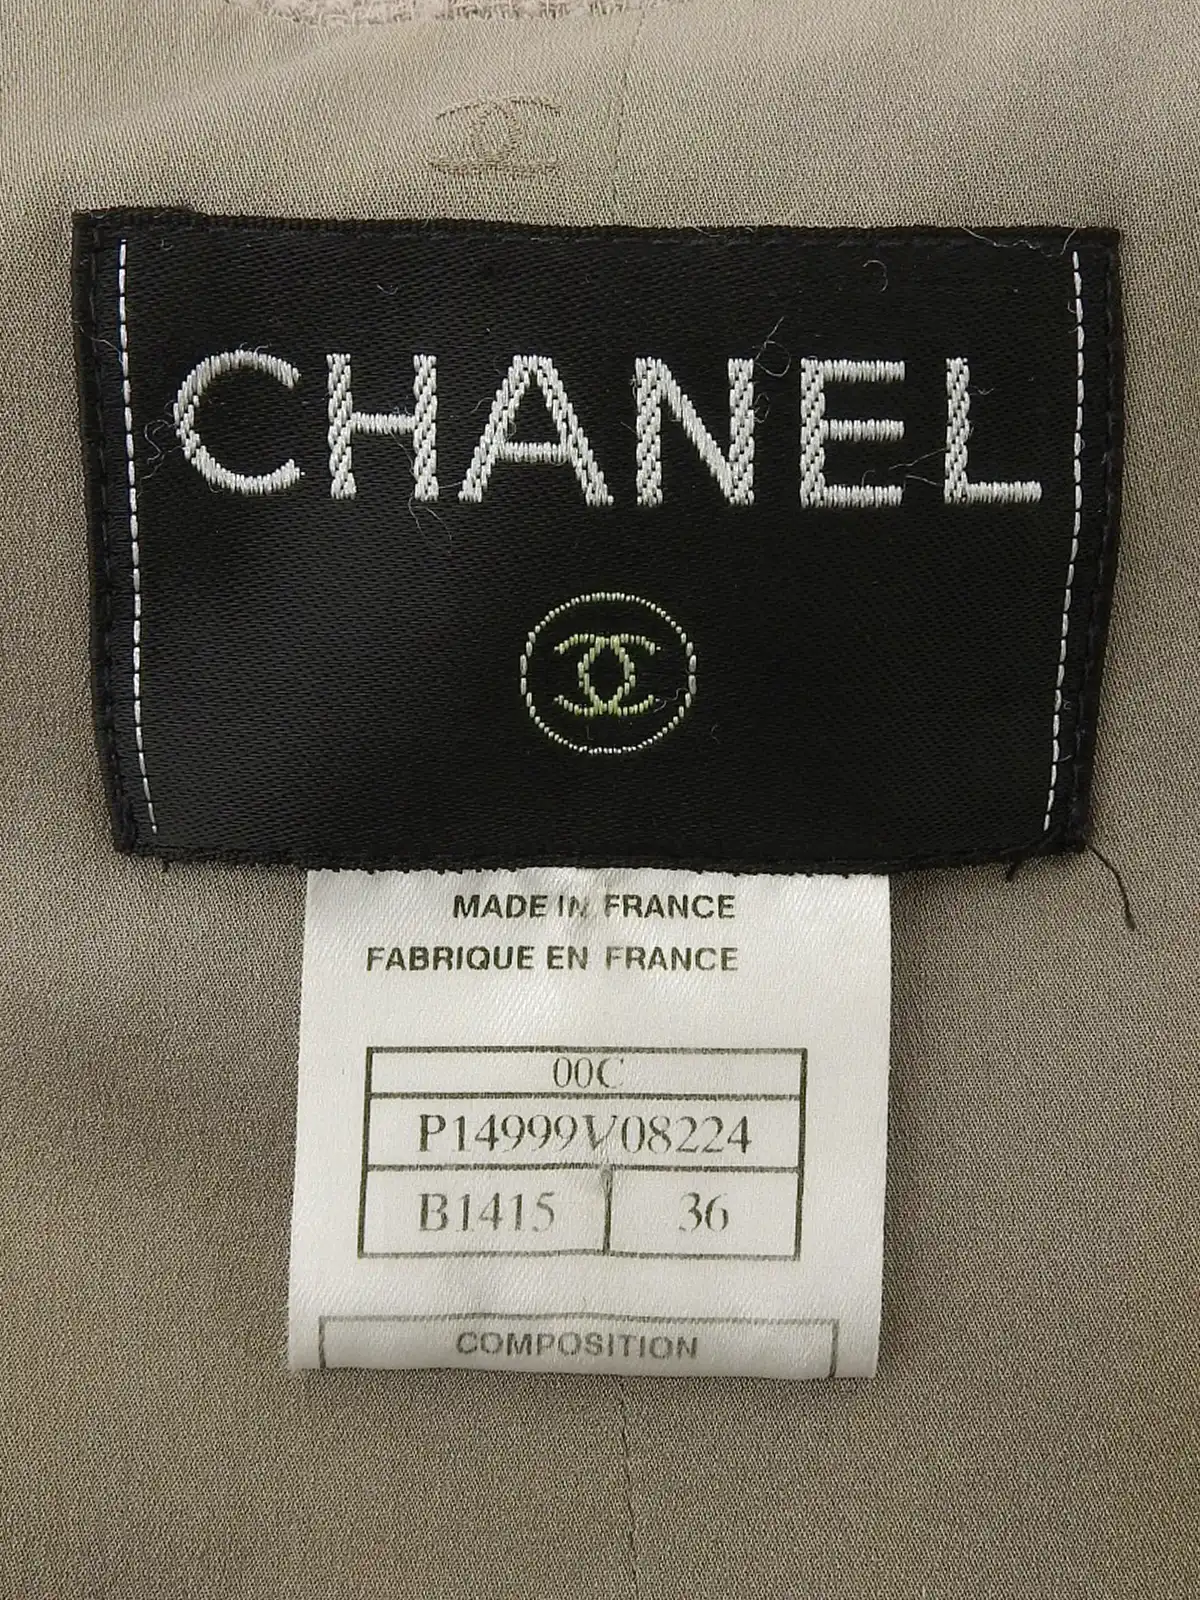 CHANEL
MADE IN FRANCE
FABRIQUE EN FRANCE
00C
P14999V08224
B1415 36
COMPOSITION